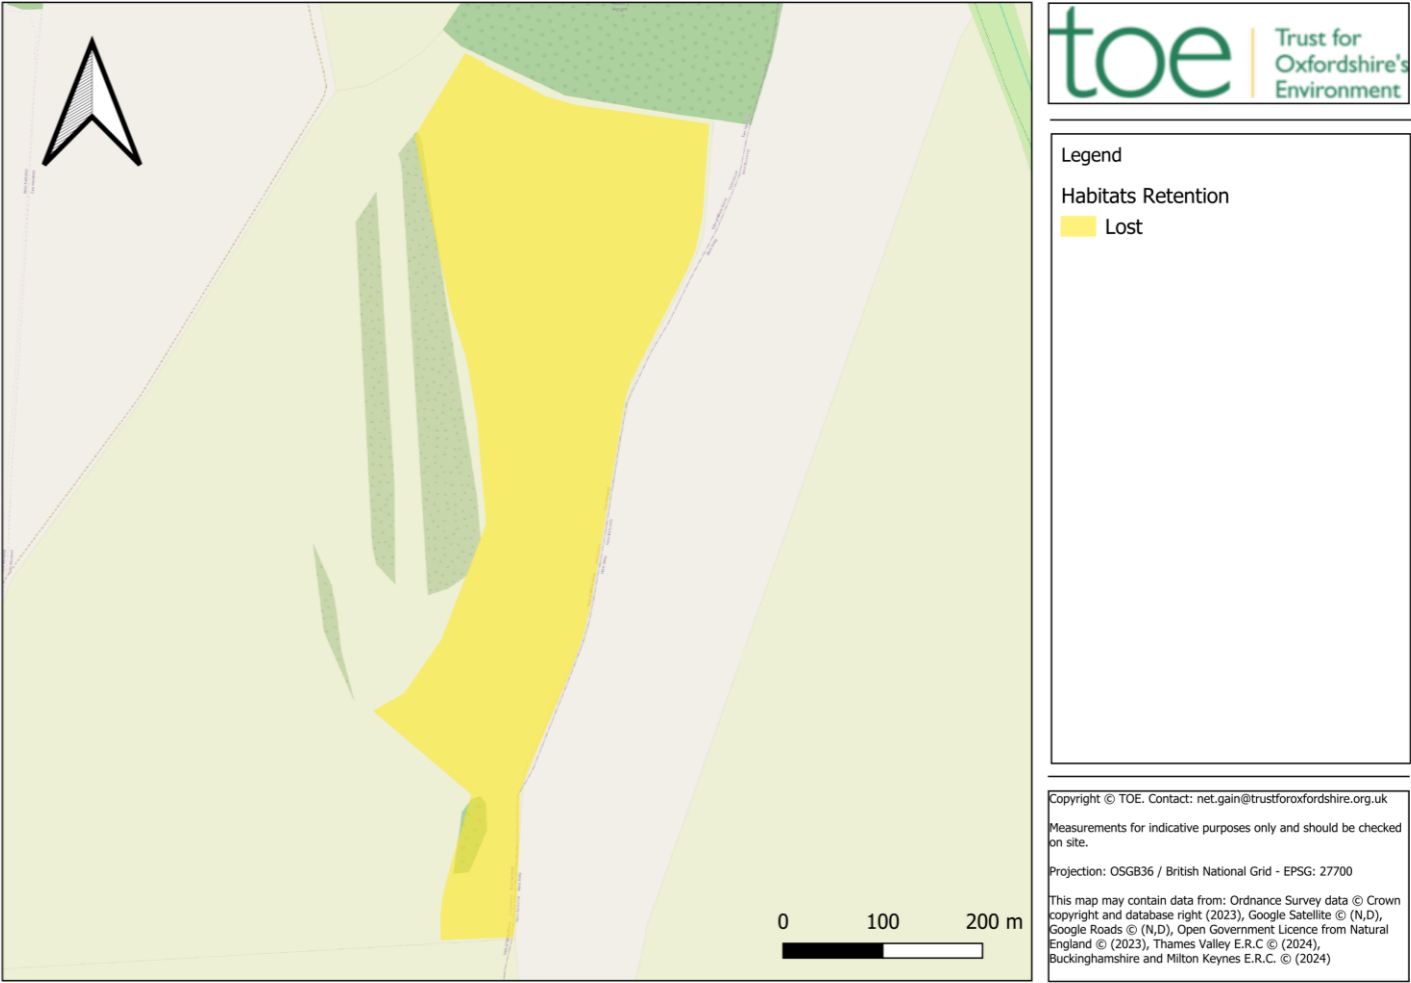 toe
Trust for
Oxfordshire's
Environment
Legend
Habitats Retention
Lost
0 100 200 m
Copyright © TOE. Contact: net.gain@trustforoxfordshire.org.uk
Measurements for indicative purposes only and should be checked
on site.
Projection: OSGB36 / British National Grid - EPSG: 27700
This map may contain data from: Ordnance Survey data © Crown
copyright and database right (2023), Google Satellite © (N,D),
Google Roads © (N,D), Open Government Licence from Natural
England © (2023), Thames Valley E.R.C © (2024),
Buckinghamshire and Milton Keynes E.R.C. © (2024)